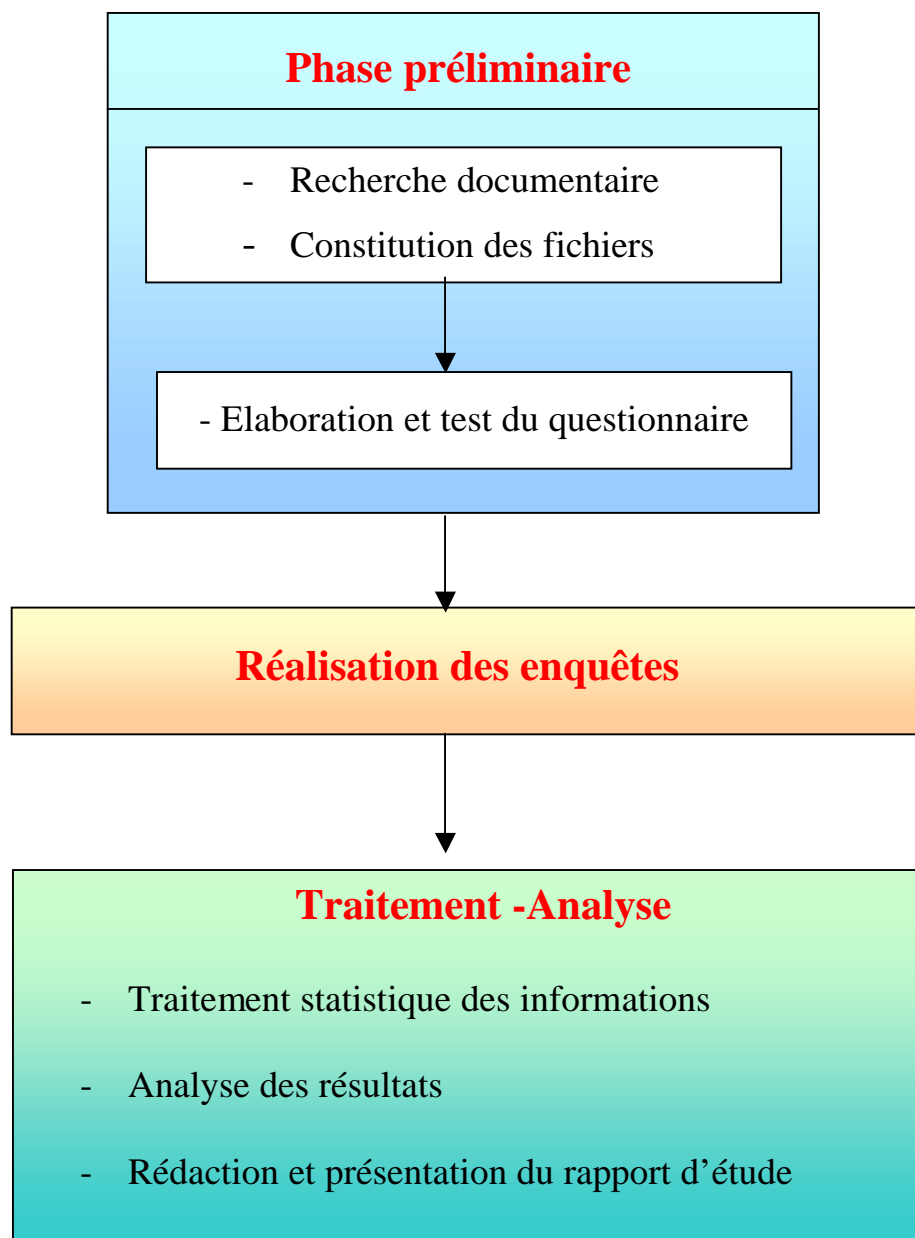 Phase préliminaire
- Recherche documentaire
- Constitution des fichiers
- Elaboration et test du questionnaire
Réalisation des enquêtes
Traitement -Analyse
- Traitement statistique des informations
- Analyse des résultats
- Rédaction et présentation du rapport d’étude